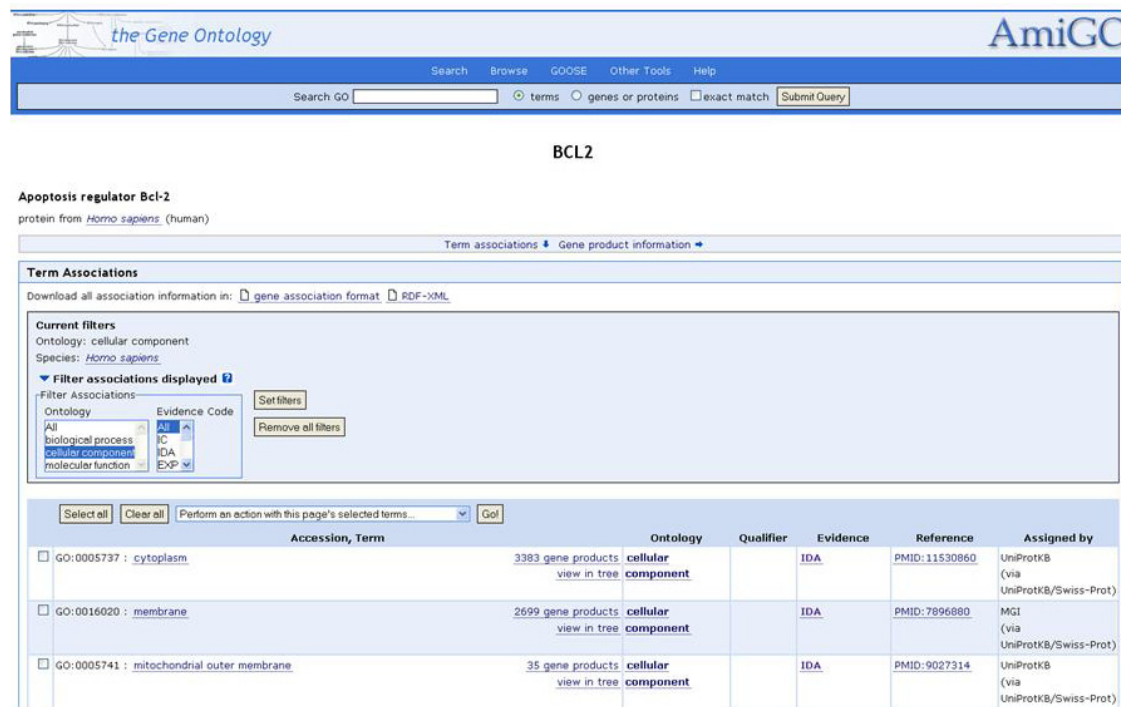 the Gene Ontology
AmiGO
Search Browse GOOSE Other Tools Help
Search GO terms genes or proteins exact match Submit Query
BCL2
Apoptosis regulator Bcl-2
protein from Homo sapiens (human)
Term associations Gene product information
Term Associations
Download all association information in: gene association format RDF-XML
Current filters
Ontology: cellular component
Species: Homo sapiens
Filter associations displayed ?
Filter Associations
Ontology Evidence Code
All All
biological process IC
cellular component IDA
molecular function EXP
Set filters
Remove all filters
Select all Clear all Perform an action with this page's selected terms... Go!
Accession, Term Ontology Qualifier Evidence Reference Assigned by
GO:0005737 : cytoplasm 3383 gene products cellular IDA PMID:11530860 UniProtKB
view in tree component (via
UniProtKB/Swiss-Prot)
GO:0016020 : membrane 2699 gene products cellular IDA PMID:7896880 MGI
view in tree component (via
UniProtKB/Swiss-Prot)
GO:0005741 : mitochondrial outer membrane 35 gene products cellular IDA PMID:9027314 UniProtKB
view in tree component (via
UniProtKB/Swiss-Prot)